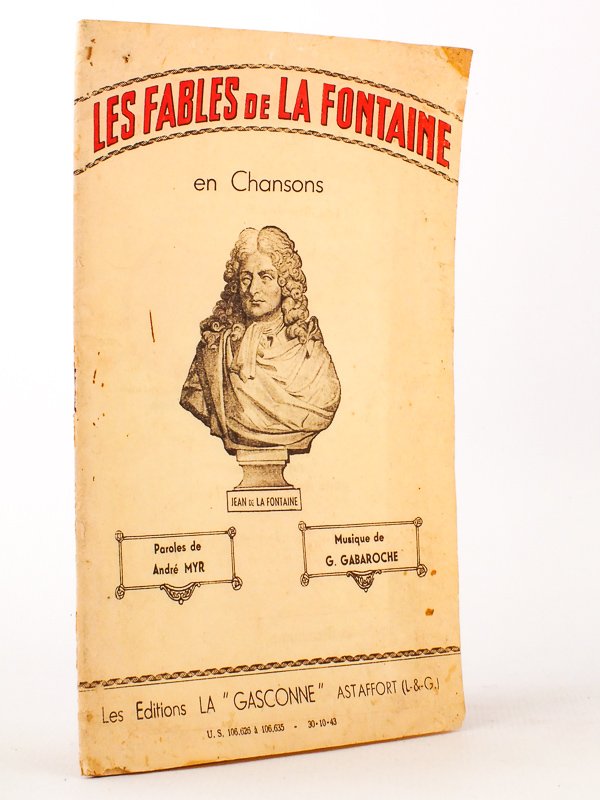 LES FABLES DE LA FONTAINE
en Chansons
JEAN DE LA FONTAINE
Paroles de
André MYR
Musique de
G. GABAROCHE
Les Editions LA "GASCONNE" ASTAFFORT (L-&-G.)
U. S. 106.626 à 106.635 - 30-10-43